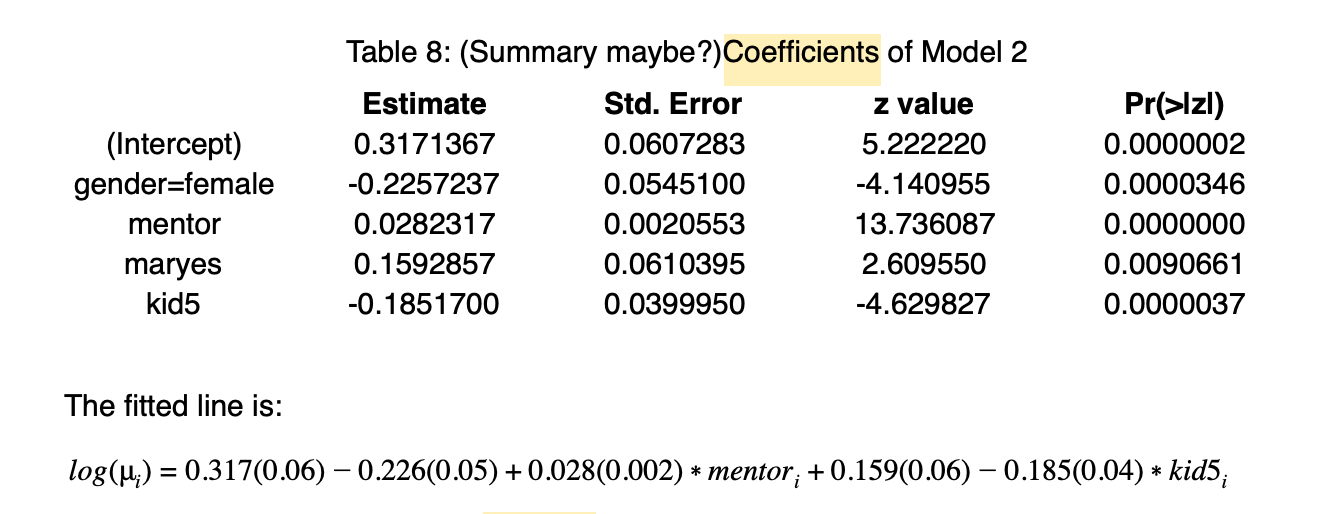 Table 8: (Summary maybe?)Coefficients of Model 2
Estimate Std. Error z value Pr(>|z|)
(Intercept) 0.3171367 0.0607283 5.222220 0.0000002
gender=female -0.2257237 0.0545100 -4.140955 0.0000346
mentor 0.0282317 0.0020553 13.736087 0.0000000
maryes 0.1592857 0.0610395 2.609550 0.0090661
kid5 -0.1851700 0.0399950 -4.629827 0.0000037
The fitted line is:
log(μᵢ) = 0.317(0.06) − 0.226(0.05) + 0.028(0.002) * mentorᵢ + 0.159(0.06) − 0.185(0.04) * kid5ᵢ